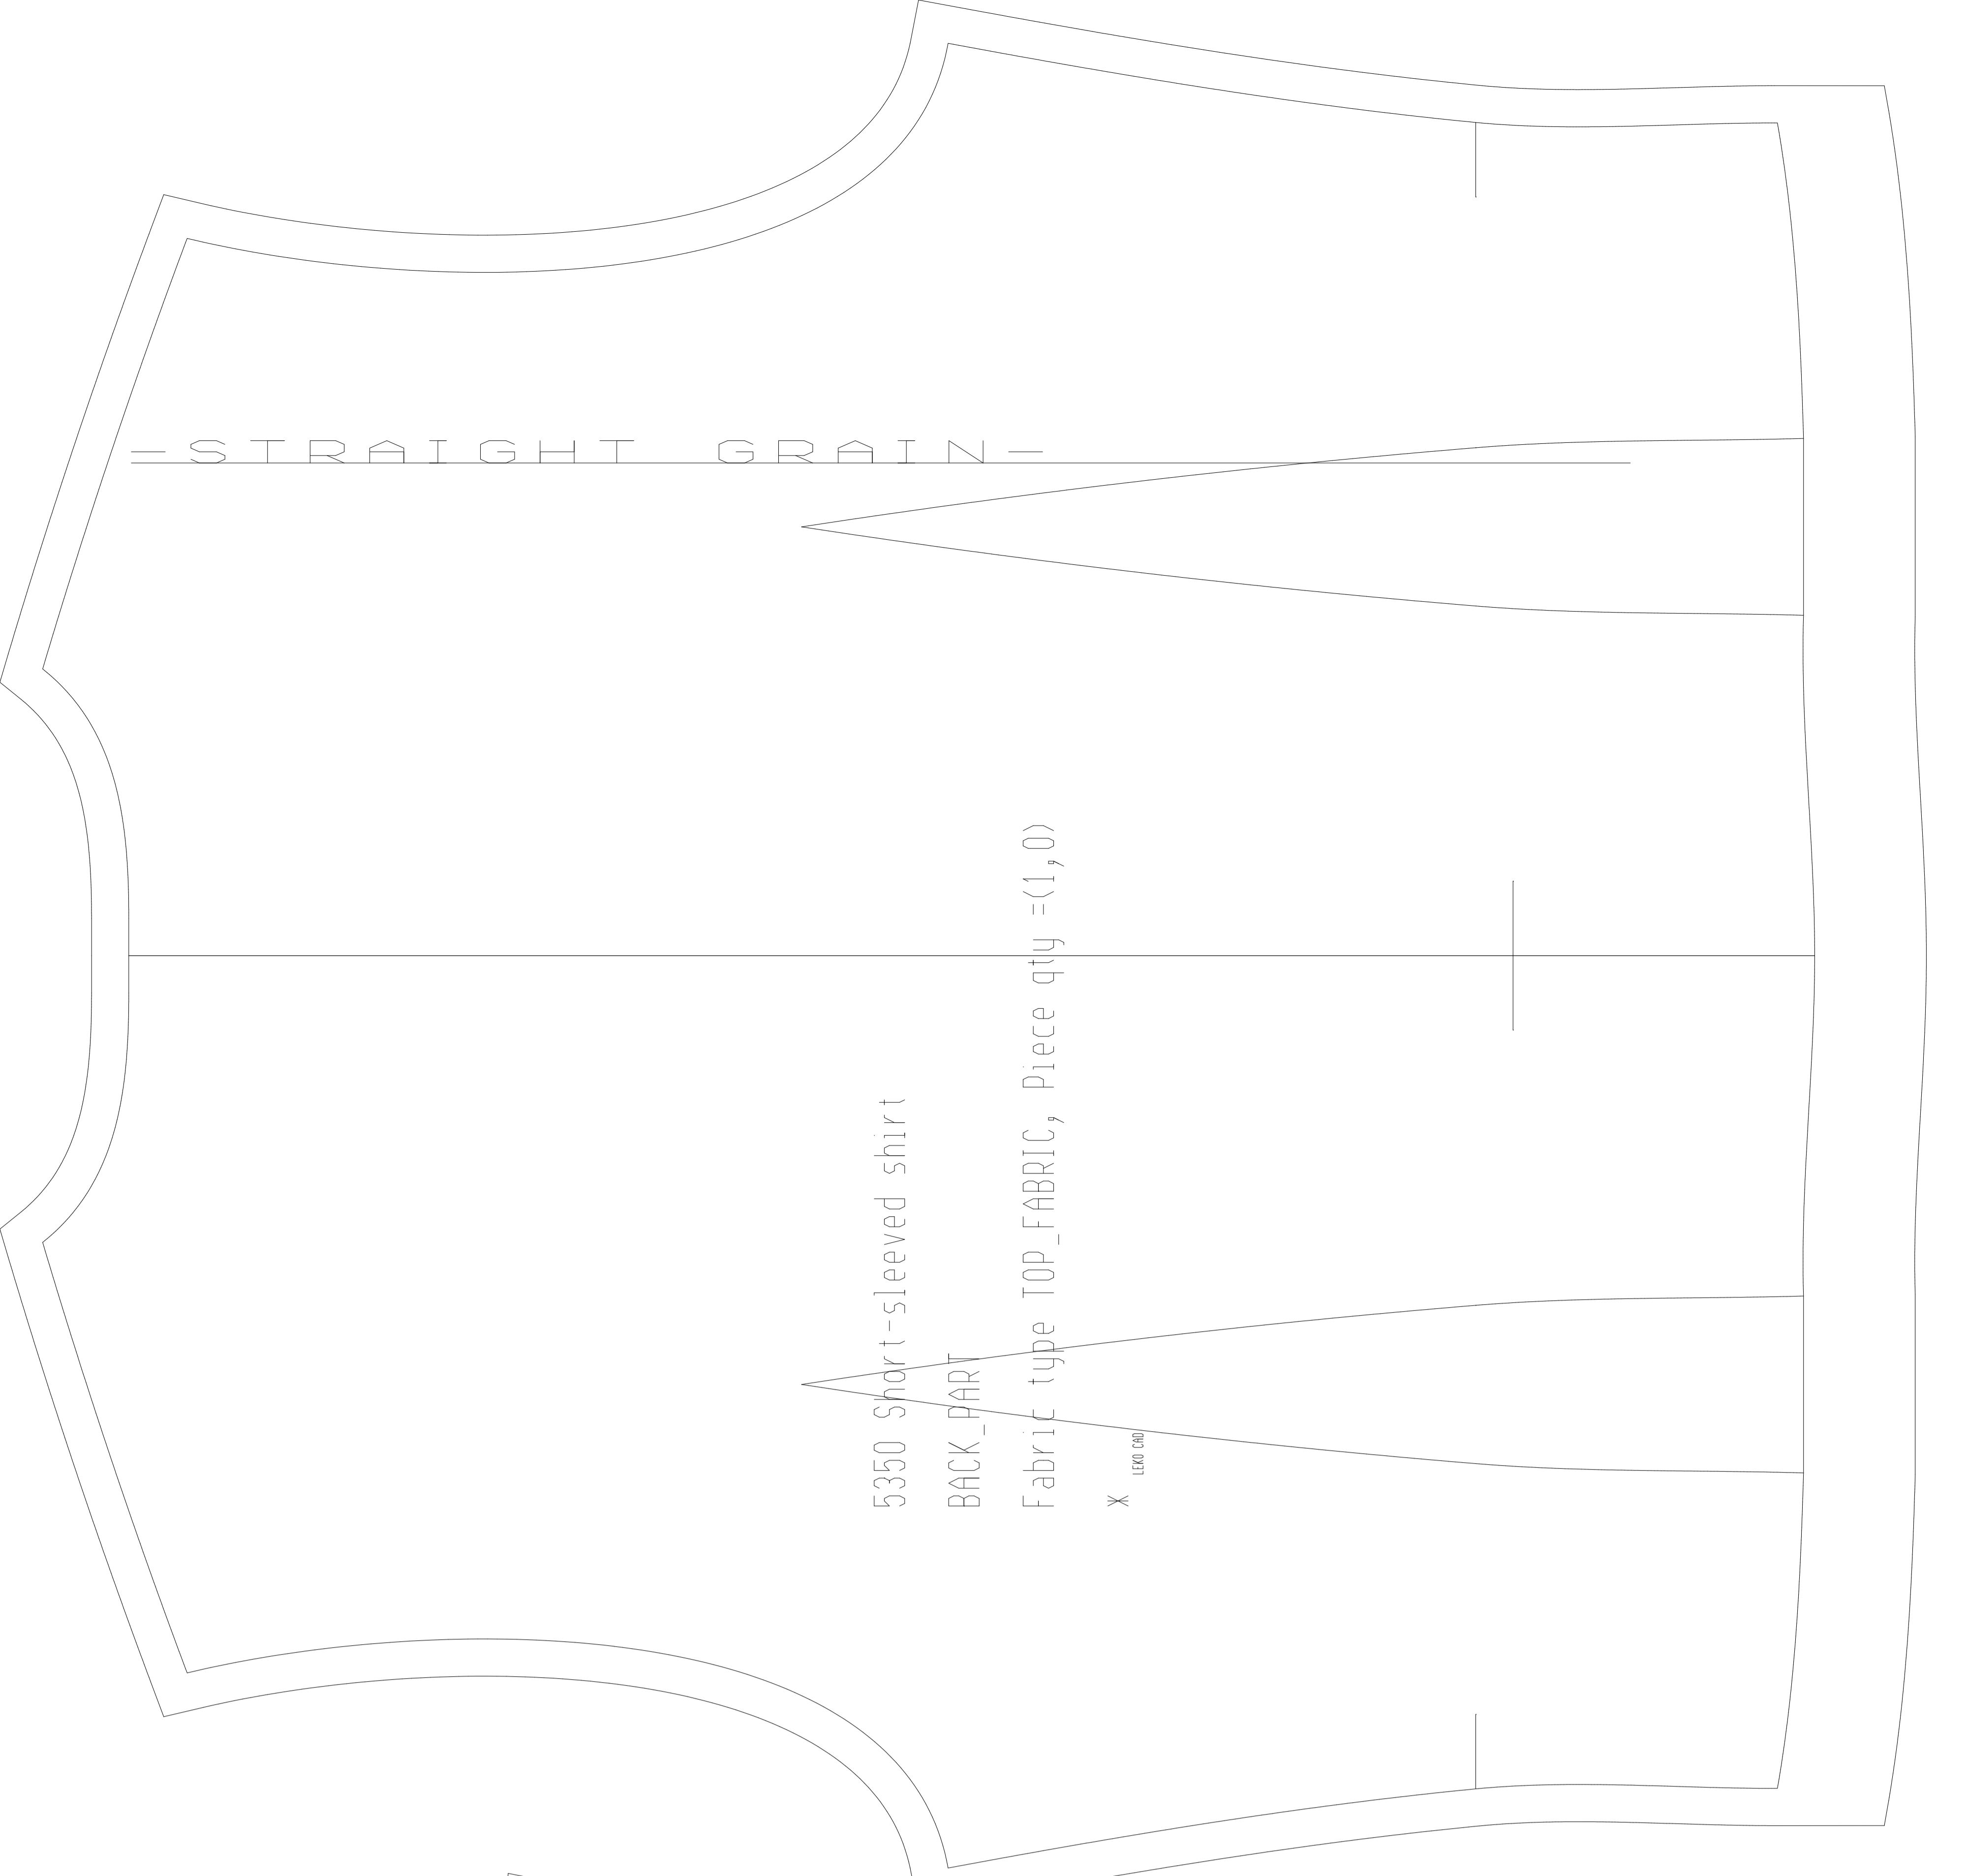 - STRAIGHT GRAIN-
5350 Short-sleeved shirt
BACK_PART
Fabric type TOP_FABRIC, Piece qty =(1,0)
X
LEKO CAD